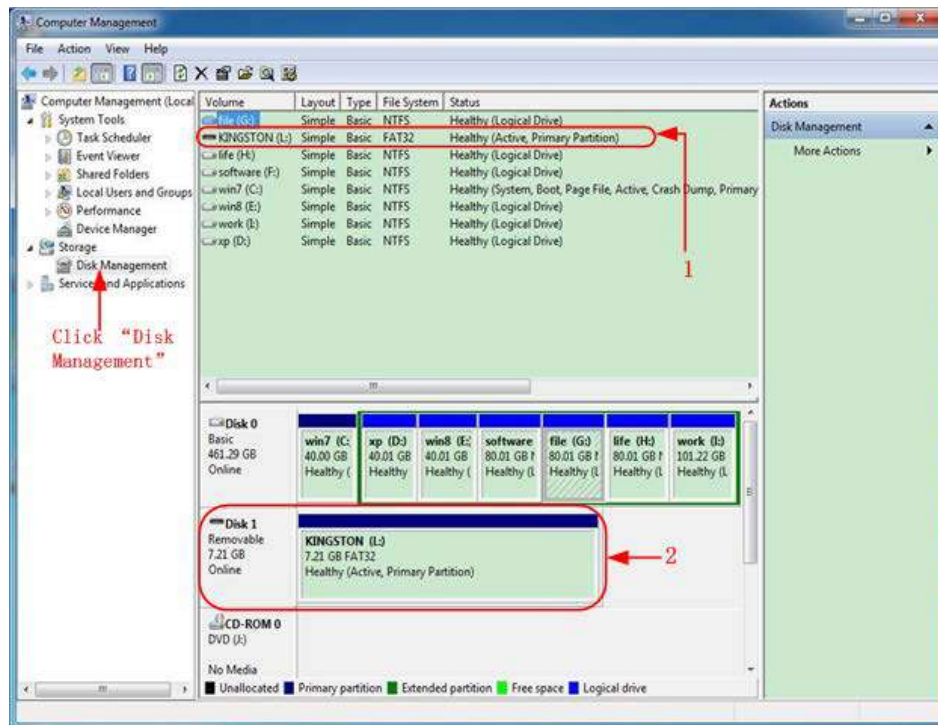 Computer Management
File Action View Help
Computer Management (Local
System Tools
Task Scheduler
Event Viewer
Shared Folders
Local Users and Groups
Performance
Device Manager
Storage
Disk Management
Services and Applications
Click “Disk
Management”
Volume Layout Type File System Status
file (G:) Simple Basic NTFS Healthy (Logical Drive)
KINGSTON (L:) Simple Basic FAT32 Healthy (Active, Primary Partition)
life (H:) Simple Basic NTFS Healthy (Logical Drive)
software (F:) Simple Basic NTFS Healthy (Logical Drive)
win7 (C:) Simple Basic NTFS Healthy (System, Boot, Page File, Active, Crash Dump, Primary
win8 (E:) Simple Basic NTFS Healthy (Logical Drive)
work (I:) Simple Basic NTFS Healthy (Logical Drive)
xp (D:) Simple Basic NTFS Healthy (Logical Drive)
1
Actions
Disk Management
More Actions
Disk 0
Basic
461.29 GB
Online
win7 (C:
40.00 GB
Healthy (
xp (D:)
40.01 GB
Healthy
win8 (E:
40.01 GB
Healthy (
software
80.01 GB N
Healthy (L
file (G:)
80.01 GB N
Healthy (L
life (H:)
80.01 GB N
Healthy (L
work (I:)
101.22 GB
Healthy (L
Disk 1
Removable
7.21 GB
Online
KINGSTON (L:)
7.21 GB FAT32
Healthy (Active, Primary Partition)
2
CD-ROM 0
DVD (J:)
No Media
Unallocated Primary partition Extended partition Free space Logical drive